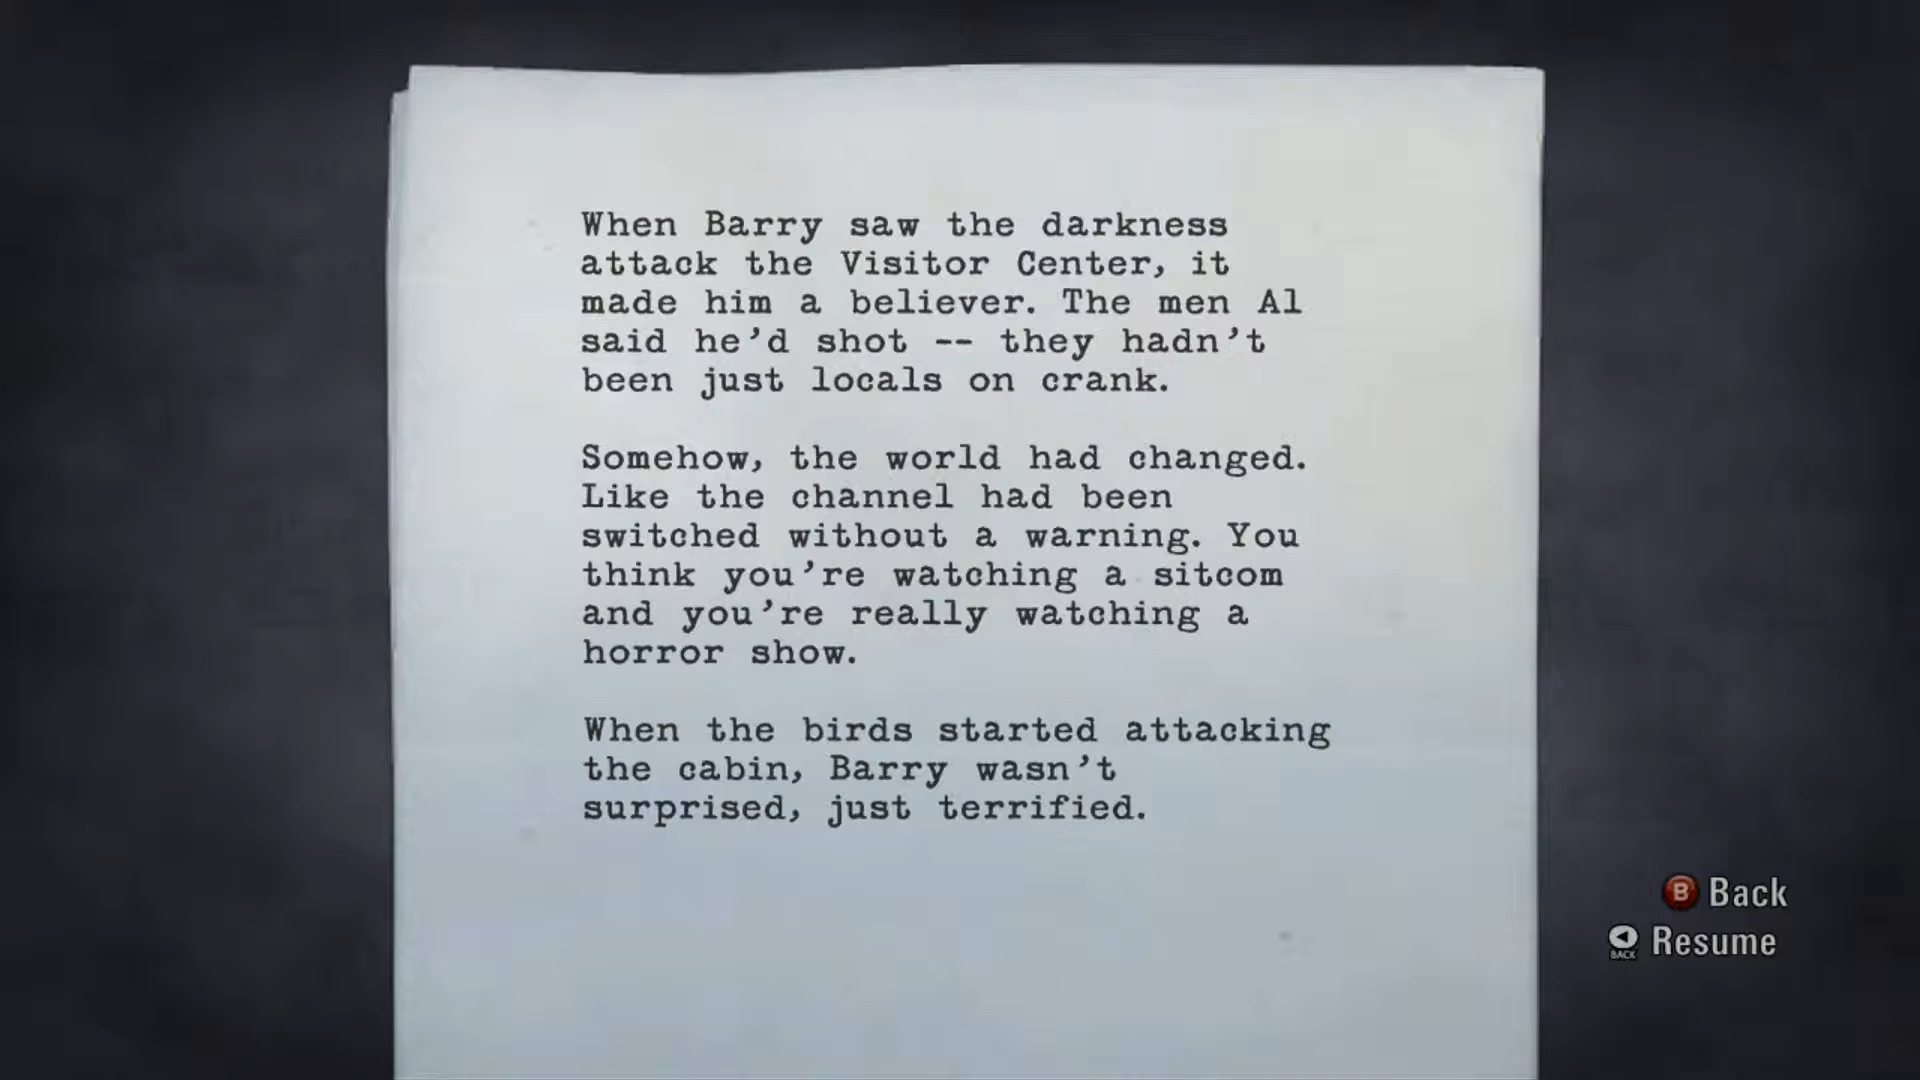 When Barry saw the darkness
attack the Visitor Center, it
made him a believer. The men Al
said he’d shot -- they hadn’t
been just locals on crank.
Somehow, the world had changed.
Like the channel had been
switched without a warning. You
think you’re watching a sitcom
and you’re really watching a
horror show.
When the birds started attacking
the cabin, Barry wasn’t
surprised, just terrified.
B Back
BACK Resume